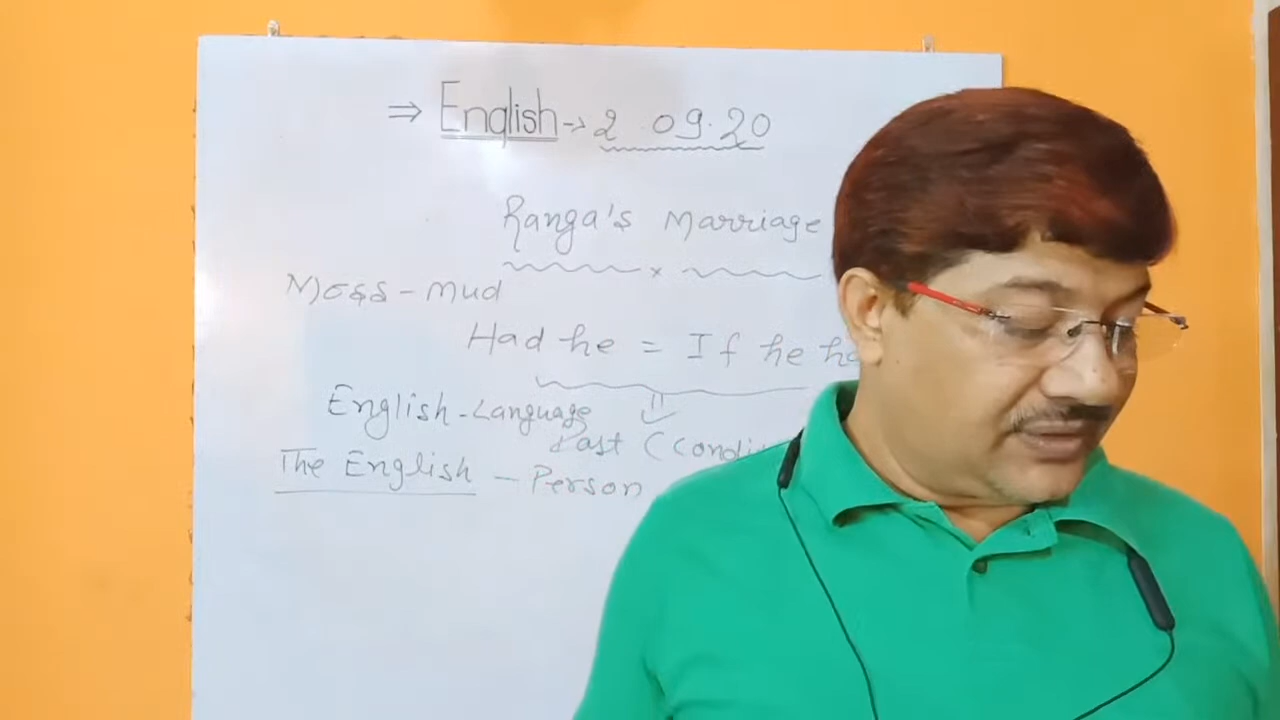 ⇒ English → 2.09.20
Ranga's Marriage
Moss - Mud
Had he = If he ha
English - Language
Past (Condi
The English - Person